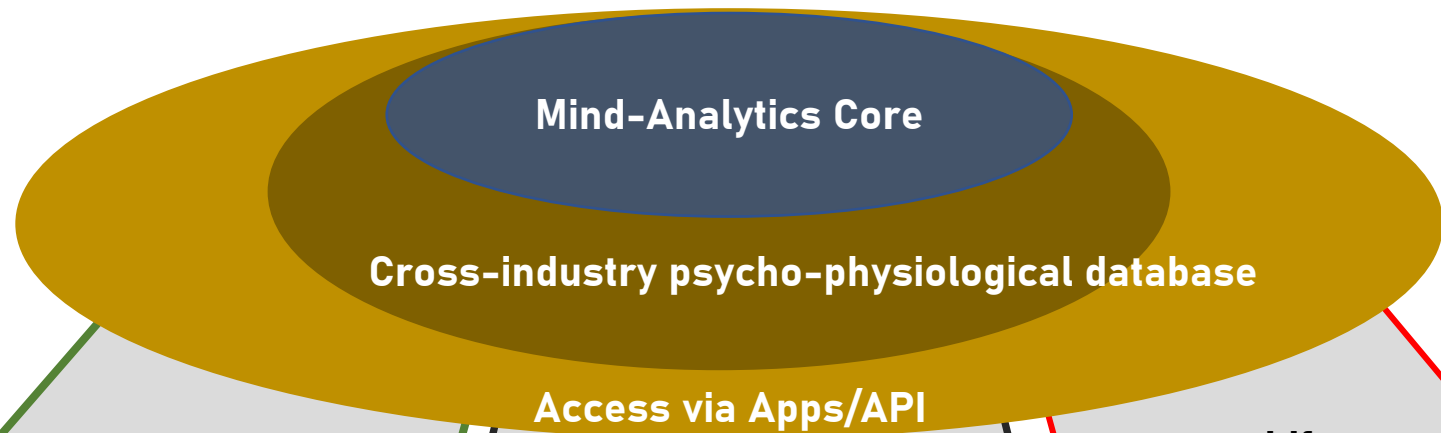 Mind-Analytics Core
Cross-industry psycho-physiological database
Access via Apps/API